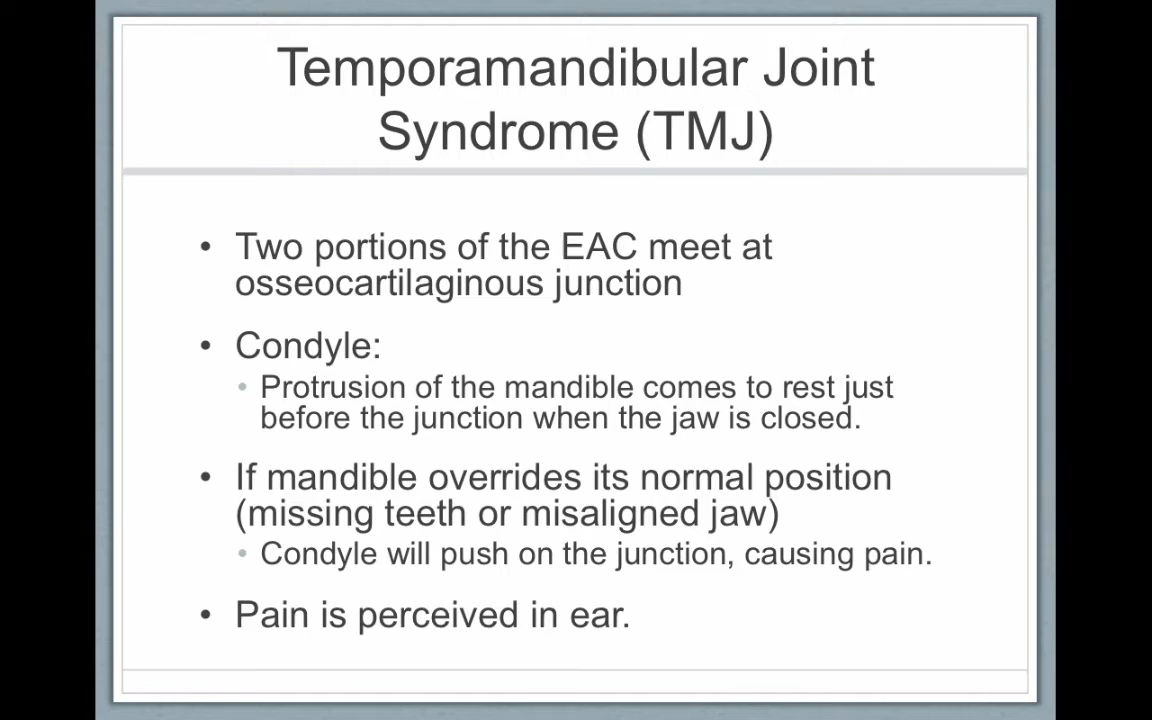 Temporamandibular Joint
Syndrome (TMJ)
• Two portions of the EAC meet at
osseocartilaginous junction
• Condyle:
• Protrusion of the mandible comes to rest just
before the junction when the jaw is closed.
• If mandible overrides its normal position
(missing teeth or misaligned jaw)
• Condyle will push on the junction, causing pain.
• Pain is perceived in ear.